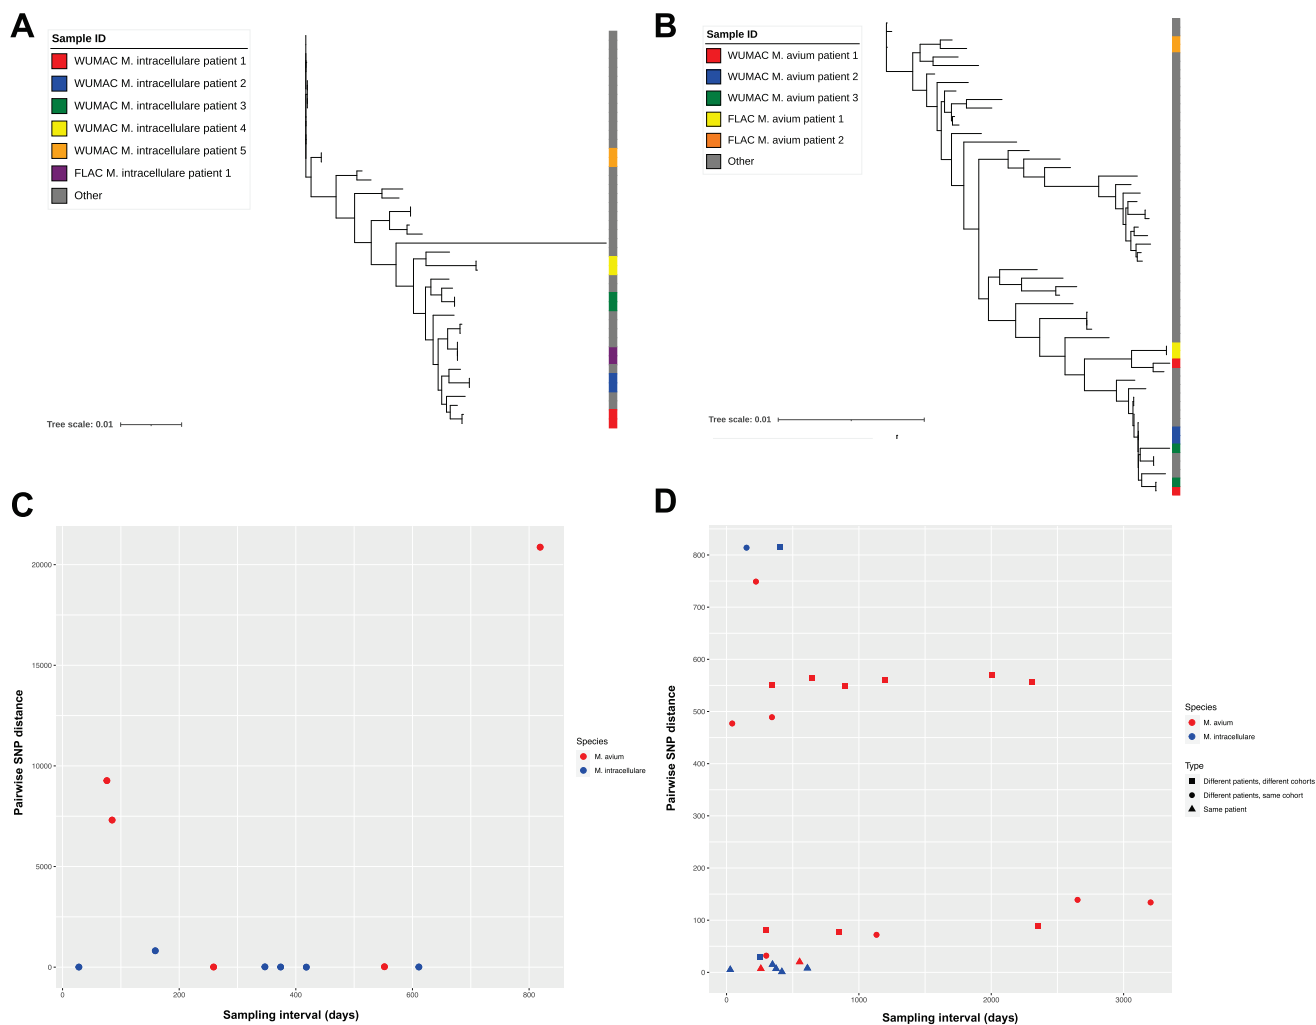 A
Sample ID
WUMAC M. intracellulare patient 1
WUMAC M. intracellulare patient 2
WUMAC M. intracellulare patient 3
WUMAC M. intracellulare patient 4
WUMAC M. intracellulare patient 5
FLAC M. intracellulare patient 1
Other
Tree scale: 0.01
B
Sample ID
WUMAC M. avium patient 1
WUMAC M. avium patient 2
WUMAC M. avium patient 3
FLAC M. avium patient 1
FLAC M. avium patient 2
Other
Tree scale: 0.01
C
Pairwise SNP distance
20000
15000
10000
5000
0
0 200 400 600 800
Sampling interval (days)
Species
M. avium
M. intracellulare
D
Pairwise SNP distance
800
700
600
500
400
300
200
100
0
0 1000 2000 3000
Sampling interval (days)
Species
M. avium
M. intracellulare
Type
Different patients, different cohorts
Different patients, same cohort
Same patient